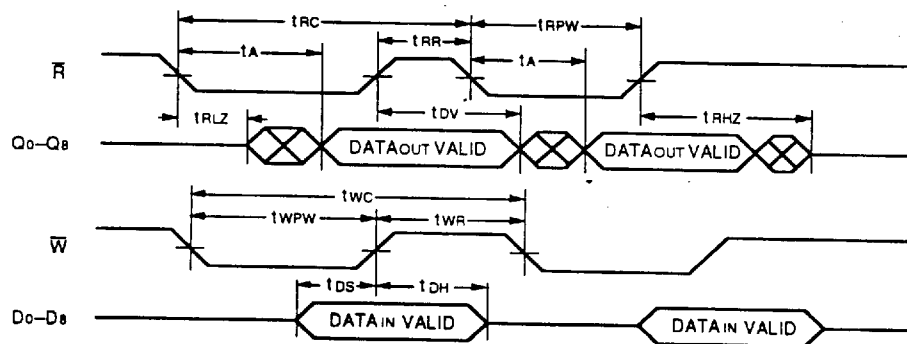 tRC tRPW
tA tRR tA
R̅
tRLZ tDV tRHZ
Q0–Q8 DATAOUT VALID DATAOUT VALID
tWC
tWPW tWR
W̅
tDS tDH
D0–D8 DATAIN VALID DATAIN VALID